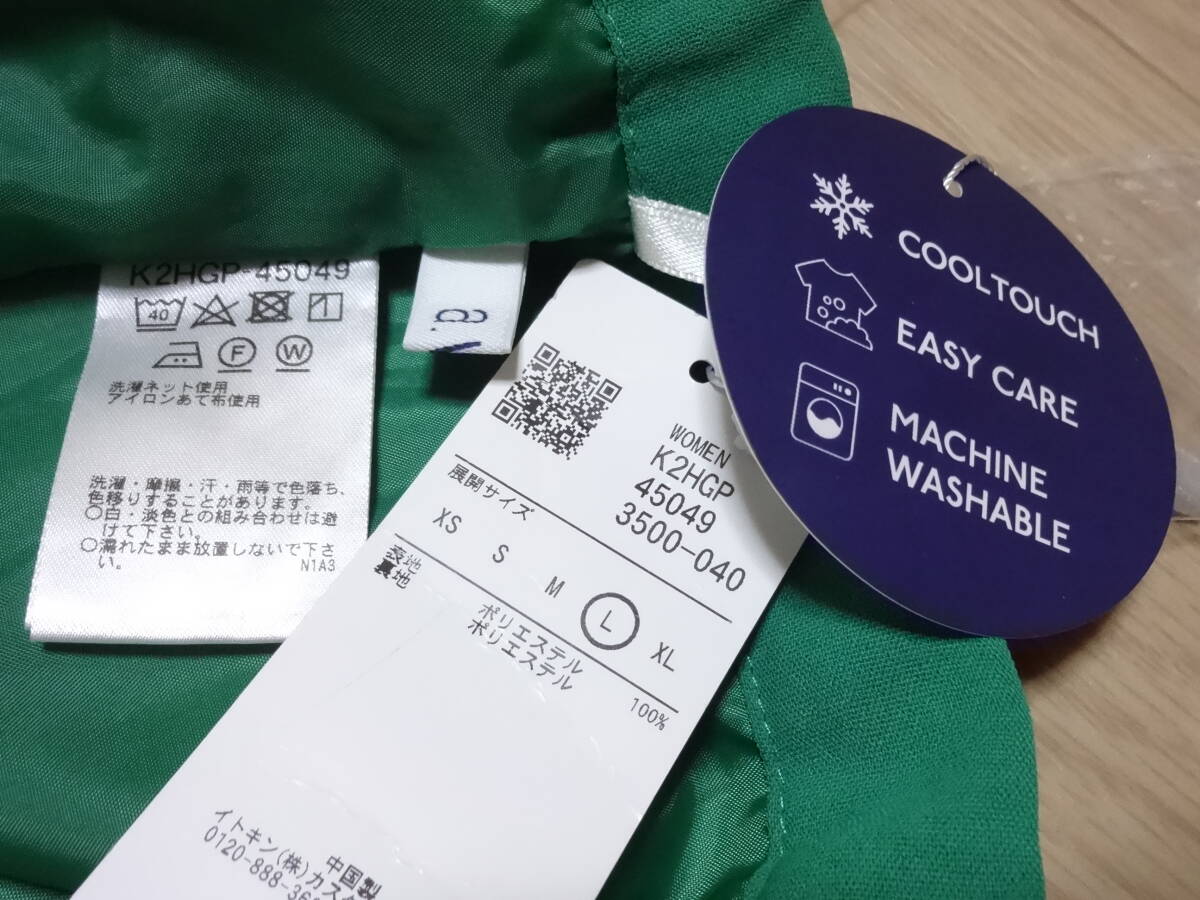 K2HGP-45049
40
F
W
洗濯ネット使用
アイロンあて布使用
洗濯・摩擦・汗・雨等で色落ち、
色移りすることがあります。
○白・淡色との組み合わせは避
けて下さい。
○濡れたまま放置しないで下さ
い。
N1A3
a.
WOMEN
K2HGP
45049
3500-040
展開サイズ
XS S M L XL
表地 ポリエステル
裏地 ポリエステル
100%
中国製
イトキン(株)カスタ
0120-888-36
COOLTOUCH
EASY CARE
MACHINE
WASHABLE